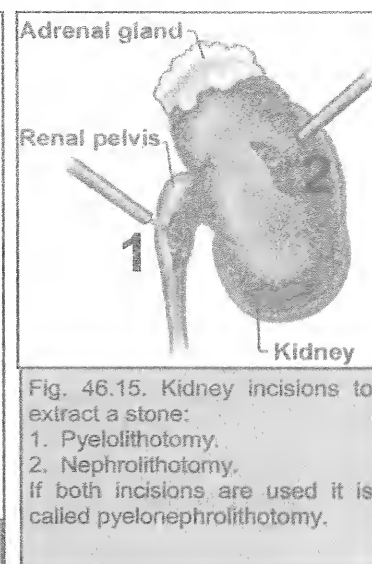 Adrenal gland
Renal pelvis
2
1
Kidney
Fig. 46.15. Kidney incisions to
extract a stone:
1. Pyelolithotomy.
2. Nephrolithotomy.
If both incisions are used it is
called pyelonephrolithotomy.